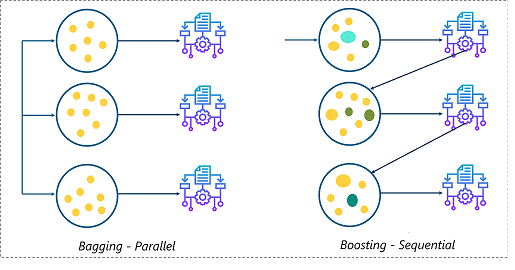 Bagging - Parallel
Boosting - Sequential